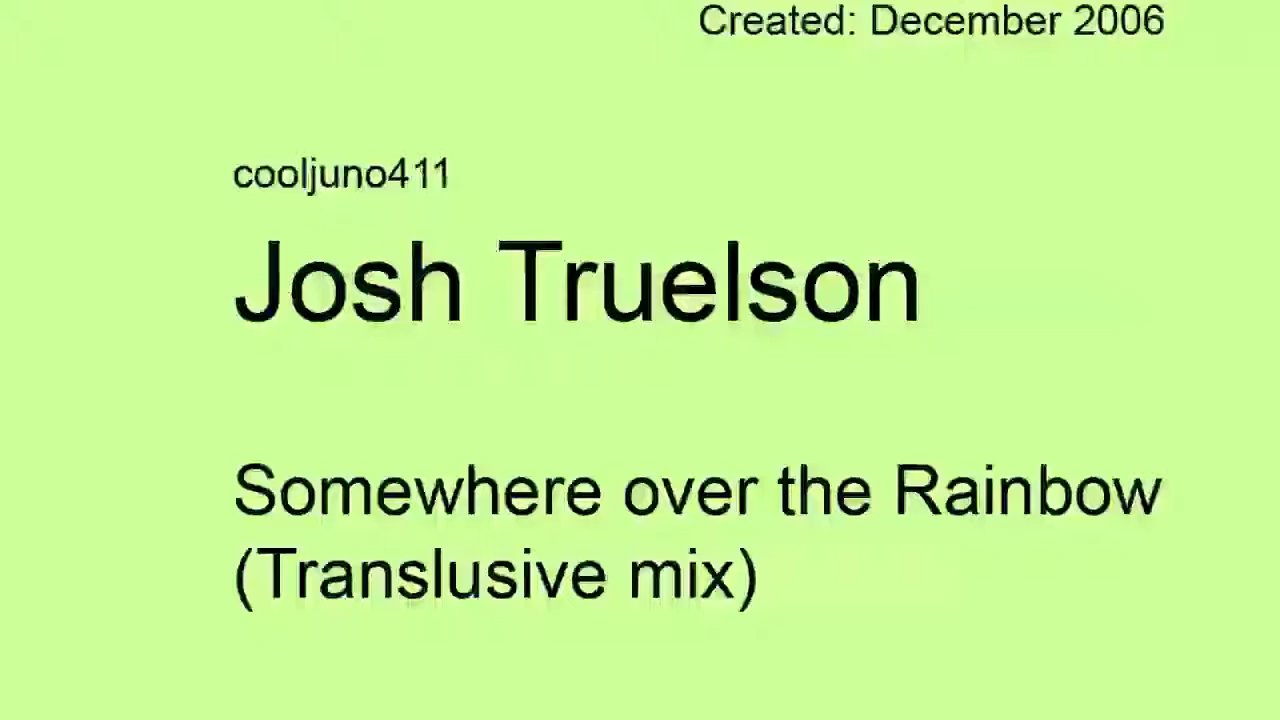 Created: December 2006
cooljuno411
Josh Truelson
Somewhere over the Rainbow
(Translusive mix)